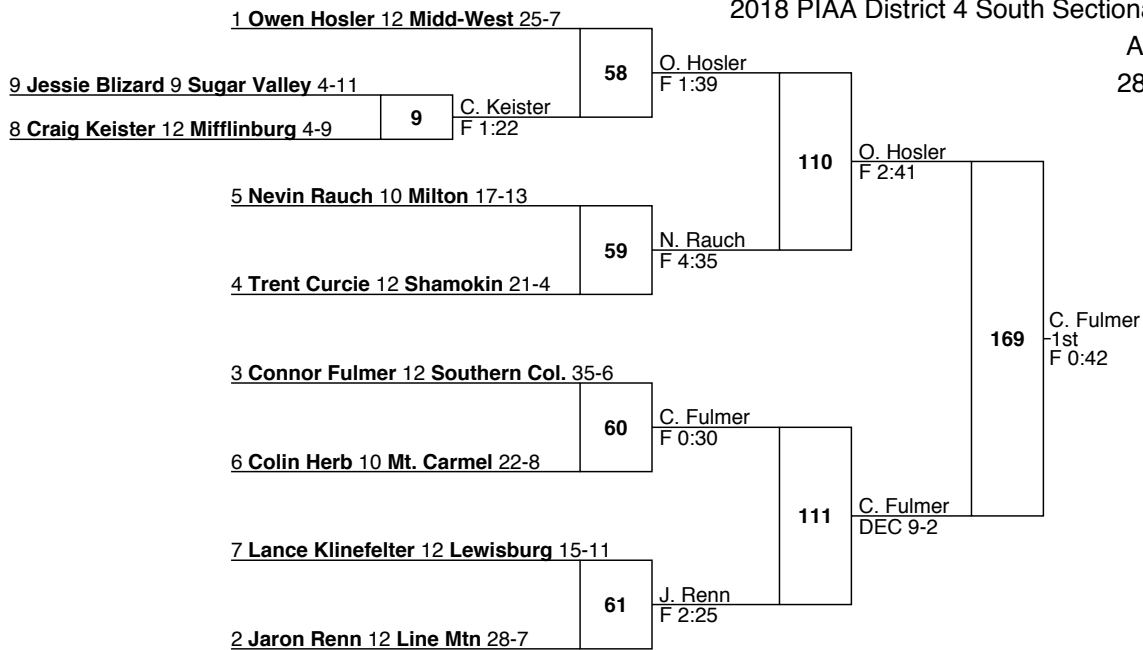 2018 PIAA District 4 South Sectiona
A
28
1 Owen Hosler 12 Midd-West 25-7
58
O. Hosler
F 1:39
9 Jessie Blizard 9 Sugar Valley 4-11
9
C. Keister
F 1:22
8 Craig Keister 12 Mifflinburg 4-9
110
O. Hosler
F 2:41
5 Nevin Rauch 10 Milton 17-13
59
N. Rauch
F 4:35
4 Trent Curcie 12 Shamokin 21-4
169
C. Fulmer
1st
F 0:42
3 Connor Fulmer 12 Southern Col. 35-6
60
C. Fulmer
F 0:30
6 Colin Herb 10 Mt. Carmel 22-8
111
C. Fulmer
DEC 9-2
7 Lance Klinefelter 12 Lewisburg 15-11
61
J. Renn
F 2:25
2 Jaron Renn 12 Line Mtn 28-7